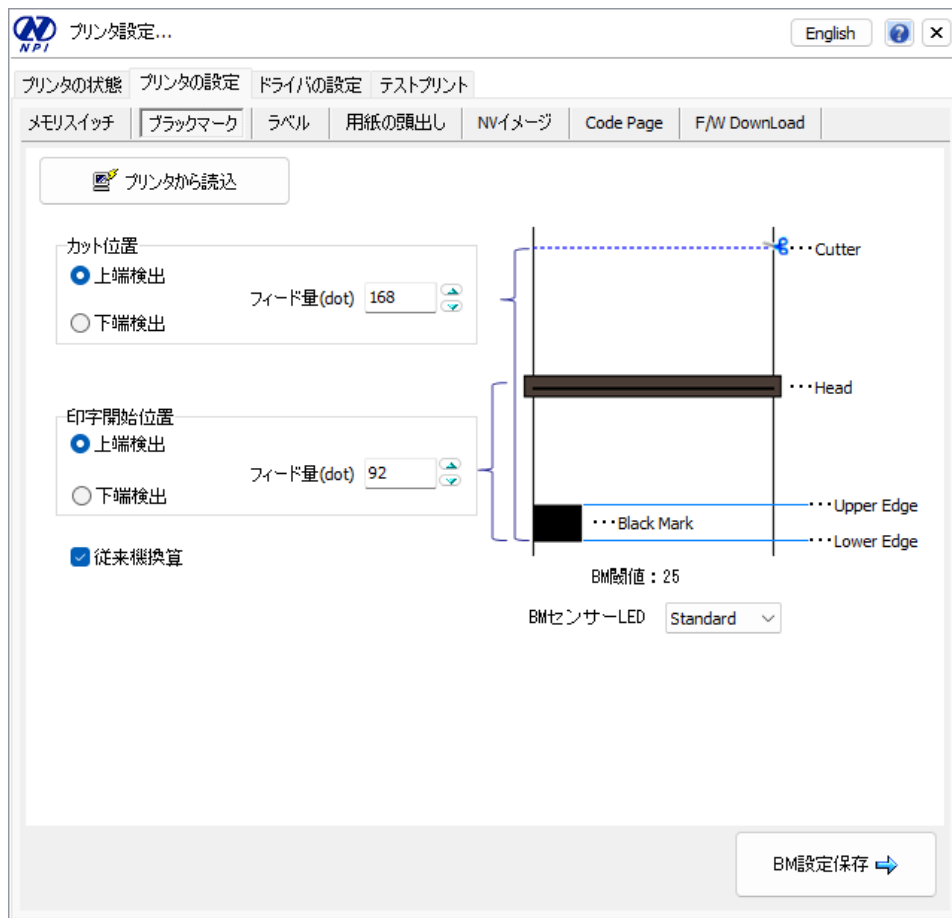 NPI プリンタ設定... English ? ×
プリンタの状態 プリンタの設定 ドライバの設定 テストプリント
メモリスイッチ ブラックマーク ラベル 用紙の頭出し NVイメージ Code Page F/W DownLoad
プリンタから読込
カット位置
上端検出
フィード量(dot) 168
下端検出
印字開始位置
上端検出
フィード量(dot) 92
下端検出
従来機換算
･･･Cutter
･･･Head
･･･Upper Edge
･･･Black Mark
･･･Lower Edge
BM閾値：25
BMセンサーLED Standard
BM設定保存